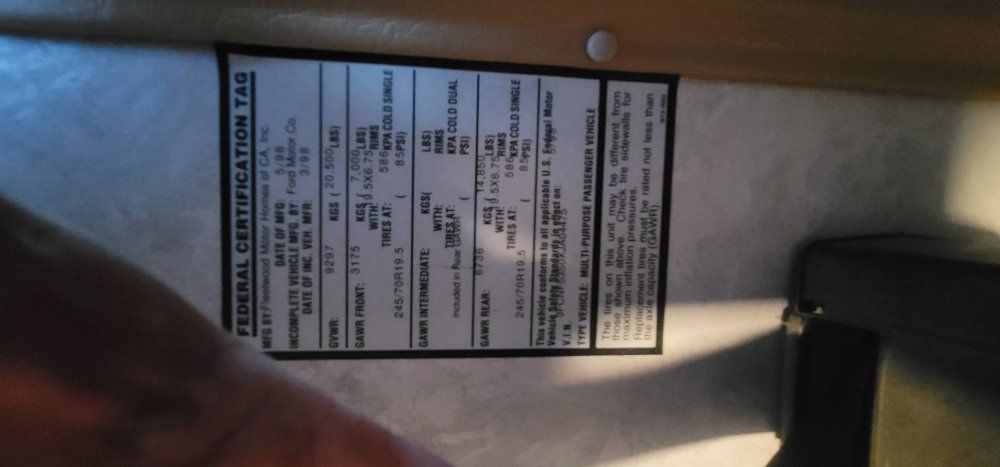 FEDERAL CERTIFICATION TAG
MFG BY: Fleetwood Motor Homes of CA, Inc.
DATE OF MFG 5/98
INCOMPLETE VEHICLE MFG. BY: Ford Motor Co.
DATE OF INC. VEH. MFR: 3/98
GVWR: 9297 KGS ( 20,500 LBS)
GAWR FRONT: 3175 KGS ( 7,000 LBS)
WITH: 19.5X6.75 RIMS
245/70R19.5 TIRES AT: 586 KPA COLD SINGLE
( 85 PSI)
GAWR INTERMEDIATE: KGS( LBS)
WITH: RIMS
TIRES AT: KPA COLD DUAL
Included in Rear GAWR ( PSI)
GAWR REAR: 6736 KGS ( 14,850 LBS)
WITH: 19.5X6.75 RIMS
TIRES AT: 586 KPA COLD SINGLE
245/70R19.5 ( 85 PSI)
This vehicle conforms to all applicable U.S. Federal Motor
Vehicle Safety Standards in effect on:
V.I.N.
TYPE VEHICLE: MULTI-PURPOSE PASSENGER VEHICLE
The tires on this unit may be different from
those shown above. Check tire sidewalls for
maximum inflation pressures.
Replacement tires must be rated not less than
the axle capacity (GAWR).